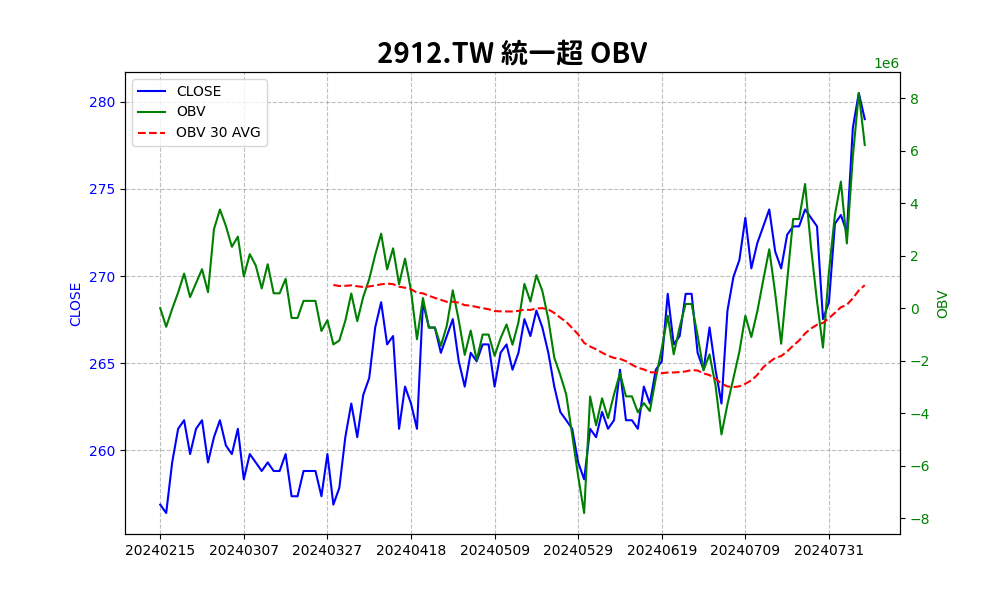 2912.TW 統一超 OBV
1e6
CLOSE
OBV
OBV 30 AVG
280
275
270
265
260
CLOSE
8
6
4
2
0
−2
−4
−6
−8
OBV
20240215 20240307 20240327 20240418 20240509 20240529 20240619 20240709 20240731